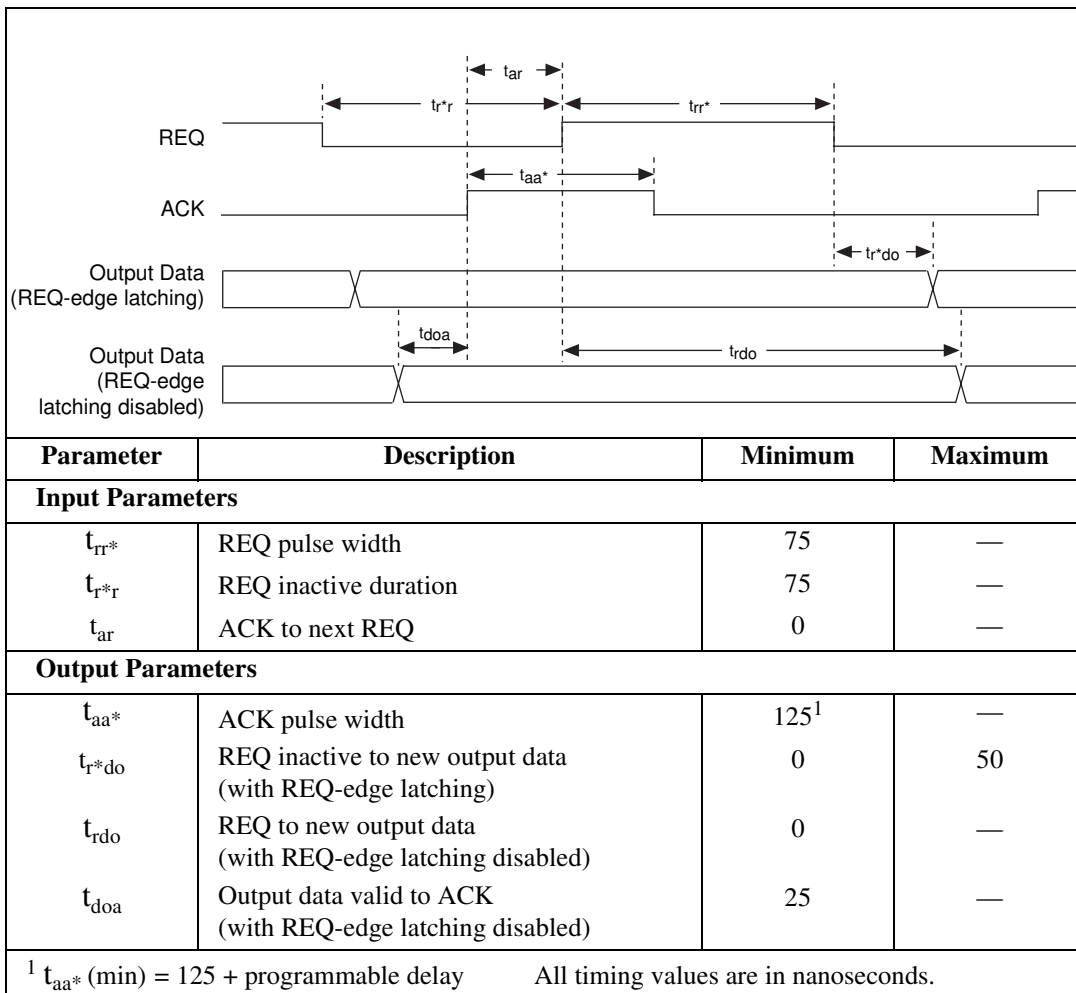 tar
tr*r
trr*
REQ
taa*
ACK
tr*do
Output Data
(REQ-edge latching)
tdoa
trdo
Output Data
(REQ-edge
latching disabled)
Parameter Description Minimum Maximum
Input Parameters
trr* REQ pulse width 75 —
tr*r REQ inactive duration 75 —
tar ACK to next REQ 0 —
Output Parameters
taa* ACK pulse width 125¹ —
tr*do REQ inactive to new output data 0 50
(with REQ-edge latching)
trdo REQ to new output data 0 —
(with REQ-edge latching disabled)
tdoa Output data valid to ACK 25 —
(with REQ-edge latching disabled)
¹ taa* (min) = 125 + programmable delay All timing values are in nanoseconds.